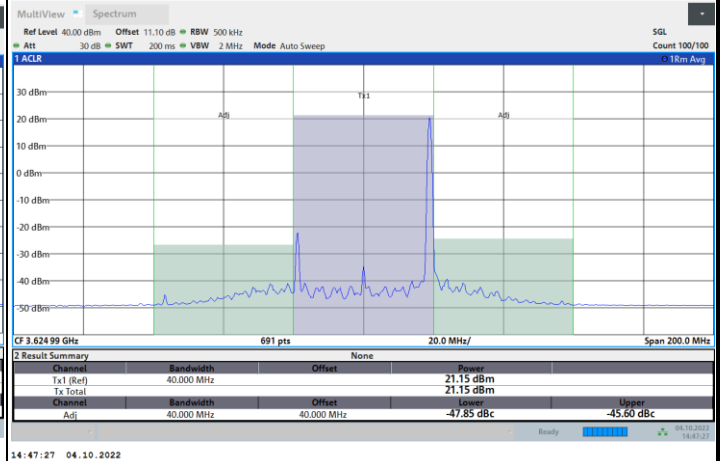 MultiView Spectrum
Ref Level 40.00 dBm Offset 11.10 dB RBW 500 kHz SGL
Att 30 dB SWT 200 ms VBW 2 MHz Mode Auto Sweep Count 100/100
1 ACLR 1Rm Avg
30 dBm Tx1
20 dBm Adj Adj
10 dBm
0 dBm
-10 dBm
-20 dBm
-30 dBm
-40 dBm
-50 dBm
CF 3.624 99 GHz 691 pts 20.0 MHz/ Span 200.0 MHz
2 Result Summary None
Channel Bandwidth Offset Power
Tx1 (Ref) 40.000 MHz 21.15 dBm
Tx Total 21.15 dBm
Channel Bandwidth Offset Lower Upper
Adj 40.000 MHz 40.000 MHz -47.85 dBc -45.60 dBc
Ready 04.10.2022
14:47:27
14:47:27 04.10.2022